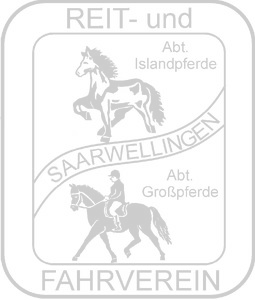 REIT- und
Abt.
Islandpferde
SAARWELLINGEN
Abt.
Großpferde
FAHRVEREIN